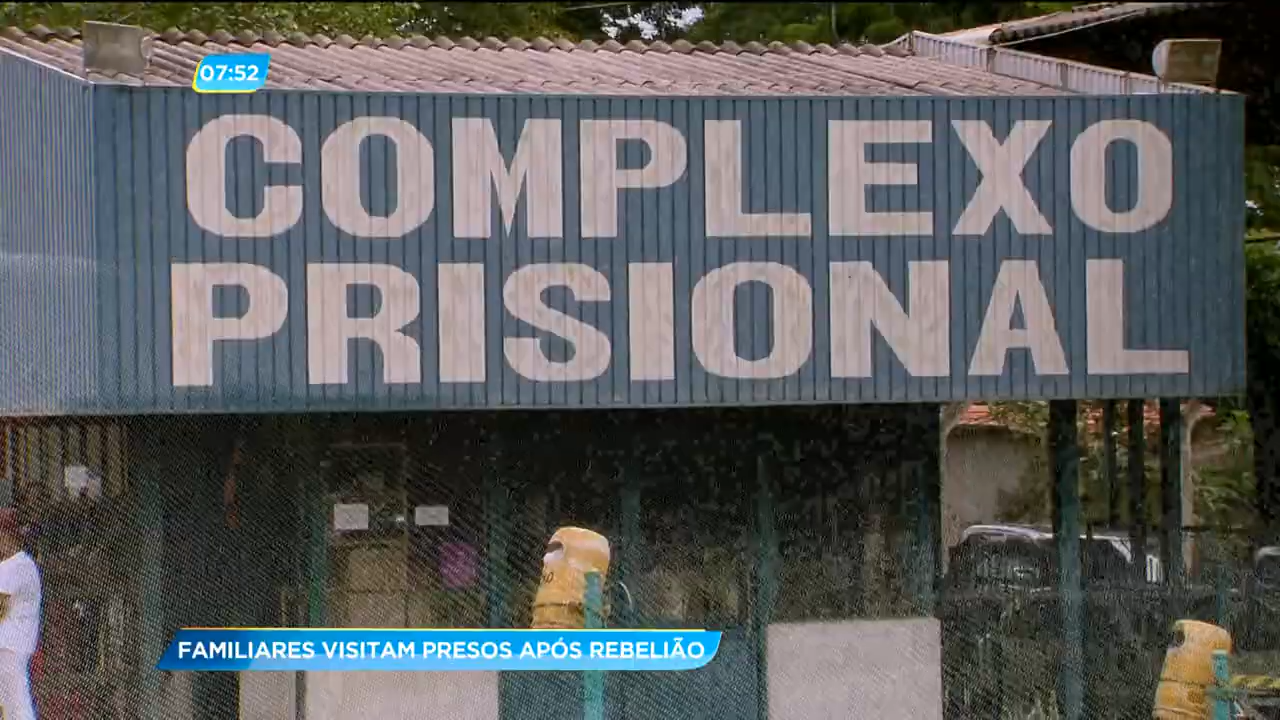 07:52
COMPLEXO
PRISIONAL
FAMILIARES VISITAM PRESOS APÓS REBELIÃO